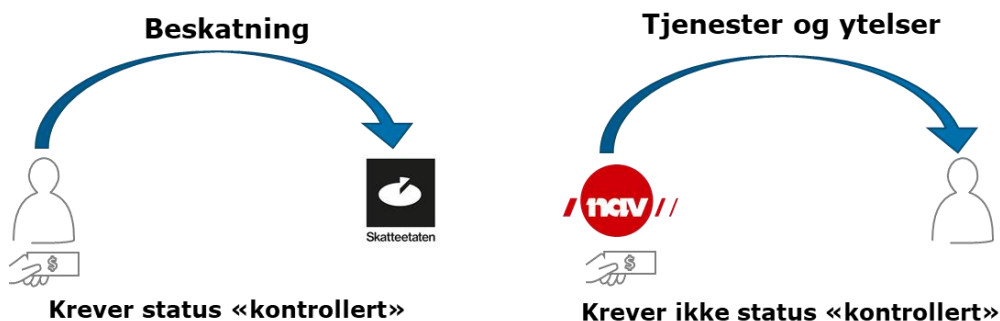 Beskatning
Tjenester og ytelser
$
Skatteetaten
nav
$
Krever status «kontrollert»
Krever ikke status «kontrollert»